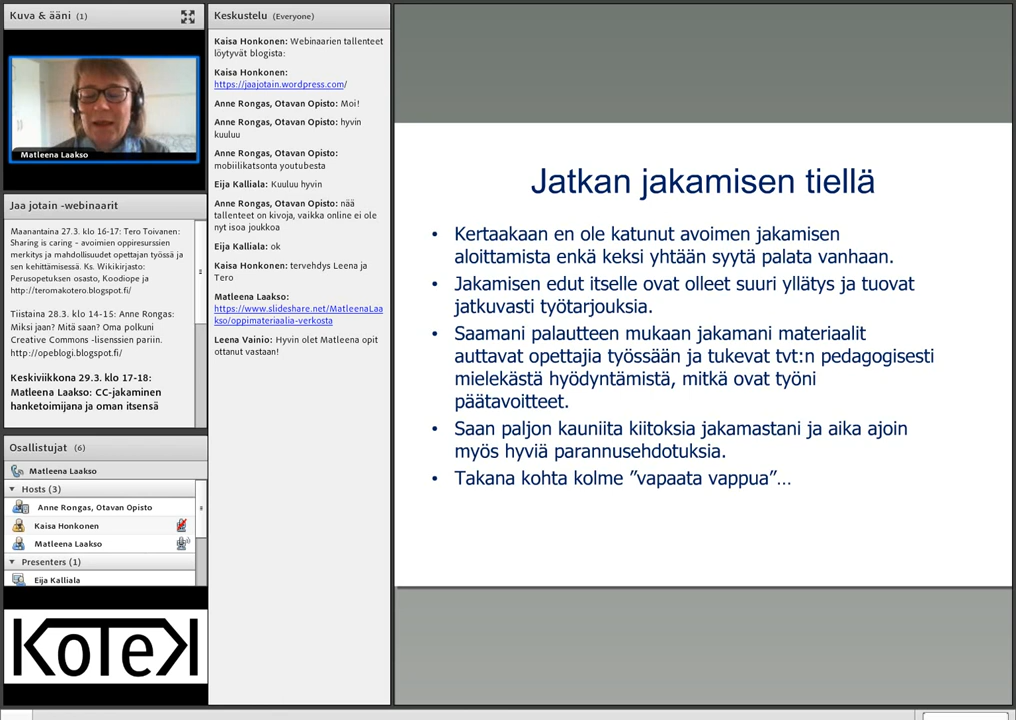 Kuva & ääni (1)
Matleena Laakso
Jaa jotain -webinaarit
Maanantaina 27.3. klo 16-17: Tero Toivanen:
Sharing is caring – avoimien oppiresurssien
merkitys ja mahdollisuudet opettajan työssä ja
sen kehittämisessä. Ks. Wikikirjasto:
Perusopetuksen osasto, Koodiope ja
http://teromakotero.blogspot.fi/
Tiistaina 28.3. klo 14-15: Anne Rongas:
Miksi jaan? Mitä saan? Oma polkuni
Creative Commons -lisenssien pariin.
http://opeblogi.blogspot.fi/
Keskiviikkona 29.3. klo 17-18:
Matleena Laakso: CC-jakaminen
hanketoimijana ja oman itsensä
Osallistujat (6)
Matleena Laakso
Hosts (3)
Anne Rongas, Otavan Opisto
Kaisa Honkonen
Matleena Laakso
Presenters (1)
Eija Kalliala
KoTeK
Keskustelu (Everyone)
Kaisa Honkonen: Webinaarien tallenteet
löytyvät blogista:
Kaisa Honkonen:
https://jaajotain.wordpress.com/
Anne Rongas, Otavan Opisto: Moi!
Anne Rongas, Otavan Opisto: hyvin
kuuluu
Anne Rongas, Otavan Opisto:
mobiilikatsonta youtubesta
Eija Kalliala: Kuuluu hyvin
Anne Rongas, Otavan Opisto: nää
tallenteet on kivoja, vaikka online ei ole
nyt isoa joukkoa
Eija Kalliala: ok
Kaisa Honkonen: tervehdys Leena ja
Tero
Matleena Laakso:
https://www.slideshare.net/MatleenaLaa
kso/oppimateriaalia-verkosta
Leena Vainio: Hyvin olet Matleena opit
ottanut vastaan!
Jatkan jakamisen tiellä
• Kertaakaan en ole katunut avoimen jakamisen
aloittamista enkä keksi yhtään syytä palata vanhaan.
• Jakamisen edut itselle ovat olleet suuri yllätys ja tuovat
jatkuvasti työtarjouksia.
• Saamani palautteen mukaan jakamani materiaalit
auttavat opettajia työssään ja tukevat tvt:n pedagogisesti
mielekästä hyödyntämistä, mitkä ovat työni
päätavoitteet.
• Saan paljon kauniita kiitoksia jakamastani ja aika ajoin
myös hyviä parannusehdotuksia.
• Takana kohta kolme ”vapaata vappua”…